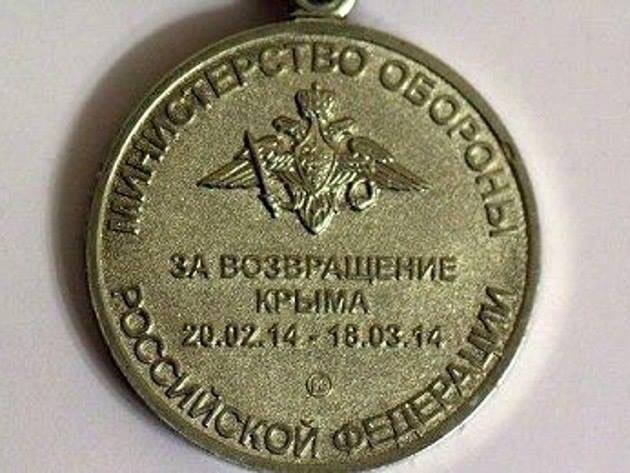 МИНИСТЕРСТВО ОБОРОНЫ
ЗА ВОЗВРАЩЕНИЕ
КРЫМА
20.02.14 - 18.03.14
РОССИЙСКОЙ ФЕДЕРАЦИИ